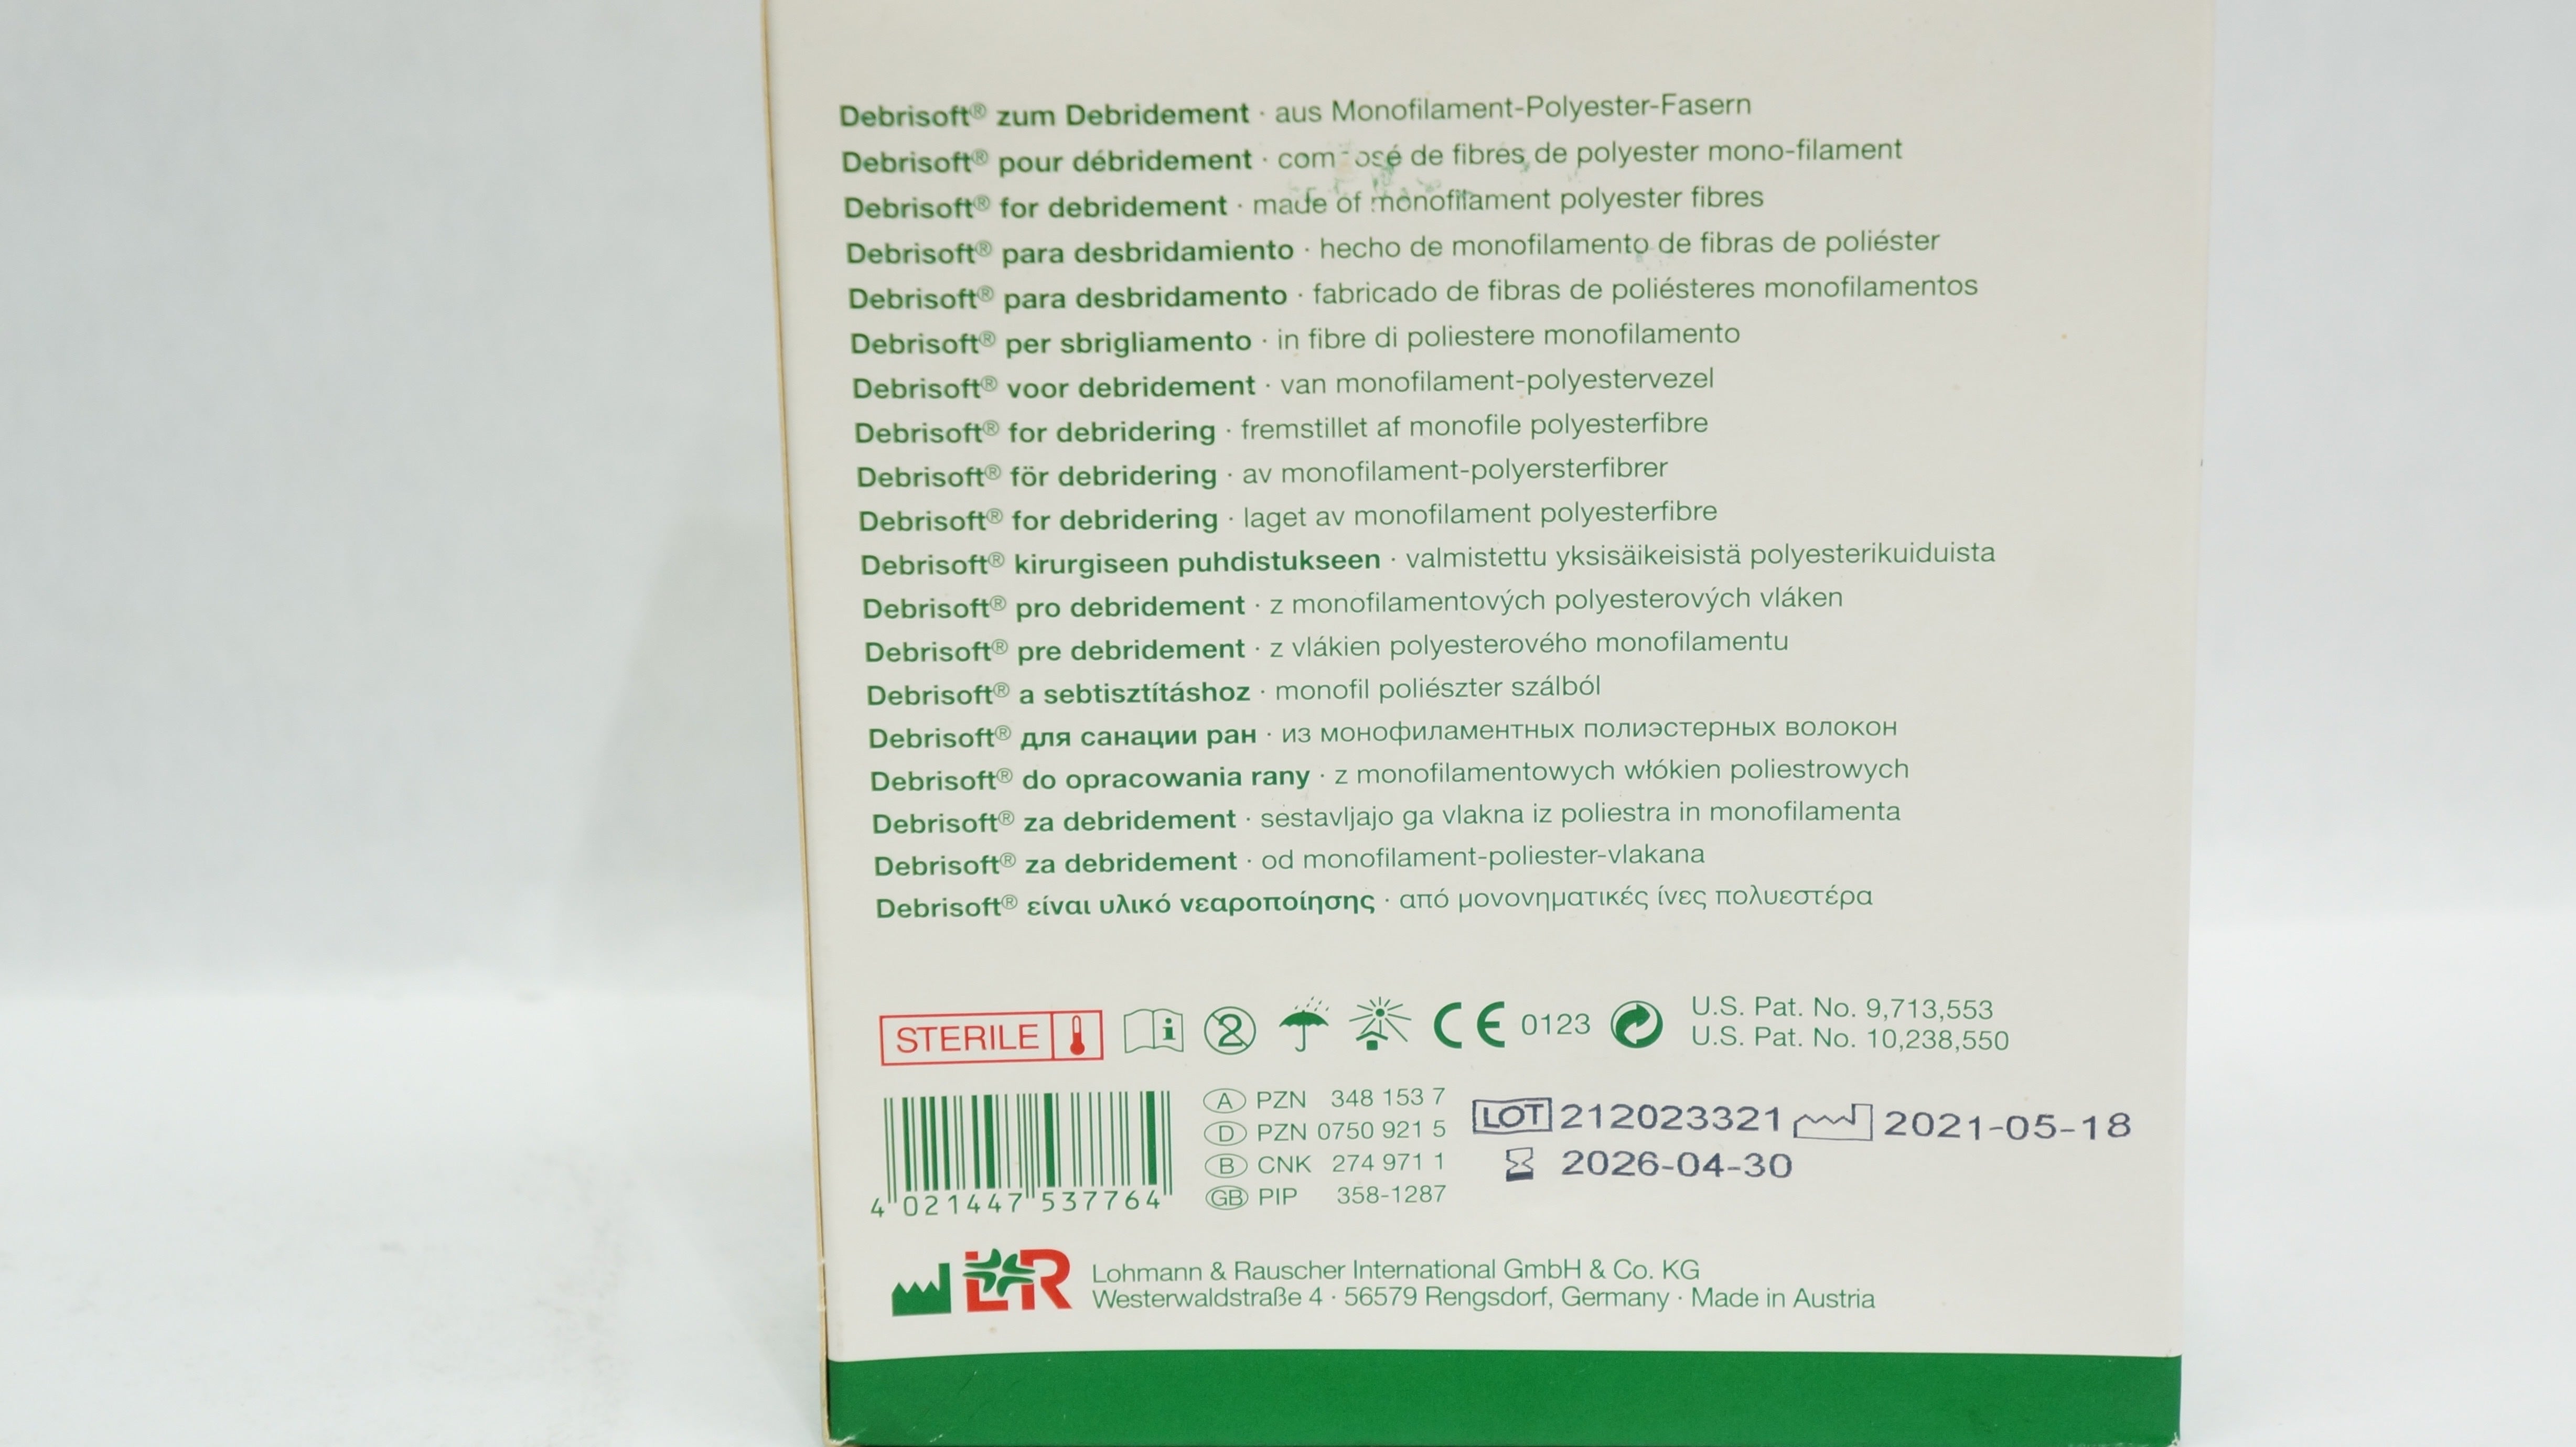 Debrisoft® zum Debridement · aus Monofilament-Polyester-Fasern
Debrisoft® pour débridement · composé de fibres de polyester mono-filament
Debrisoft® for debridement · made of monofilament polyester fibres
Debrisoft® para desbridamiento · hecho de monofilamento de fibras de poliéster
Debrisoft® para desbridamento · fabricado de fibras de poliésteres monofilamentos
Debrisoft® per sbrigliamento · in fibre di poliestere monofilamento
Debrisoft® voor debridement · van monofilament-polyestervezel
Debrisoft® for debridering · fremstillet af monofile polyesterfibre
Debrisoft® för debridering · av monofilament-polyersterfibrer
Debrisoft® for debridering · laget av monofilament polyesterfibre
Debrisoft® kirurgiseen puhdistukseen · valmistettu yksisäikeisistä polyesterikuiduista
Debrisoft® pro debridement · z monofilamentových polyesterových vláken
Debrisoft® pre debridement · z vlákien polyesterového monofilamentu
Debrisoft® a sebtisztításhoz · monofil poliészter szálból
Debrisoft® для санации ран · из монофиламентных полиэстерных волокон
Debrisoft® do opracowania rany · z monofilamentowych włókien poliestrowych
Debrisoft® za debridement · sestavljajo ga vlakna iz poliestra in monofilamenta
Debrisoft® za debridement · od monofilament-poliester-vlakana
Debrisoft® είναι υλικό νεαροποίησης · από μονονηματικές ίνες πολυεστέρα
STERILE i 2 CE 0123
U.S. Pat. No. 9,713,553
U.S. Pat. No. 10,238,550
A PZN 348 153 7
D PZN 0750 921 5
B CNK 274 971 1
GB PIP 358-1287
LOT 212023321 2021-05-18
2026-04-30
4 021447 537764
L&R
Lohmann & Rauscher International GmbH & Co. KG
Westerwaldstraße 4 · 56579 Rengsdorf, Germany · Made in Austria